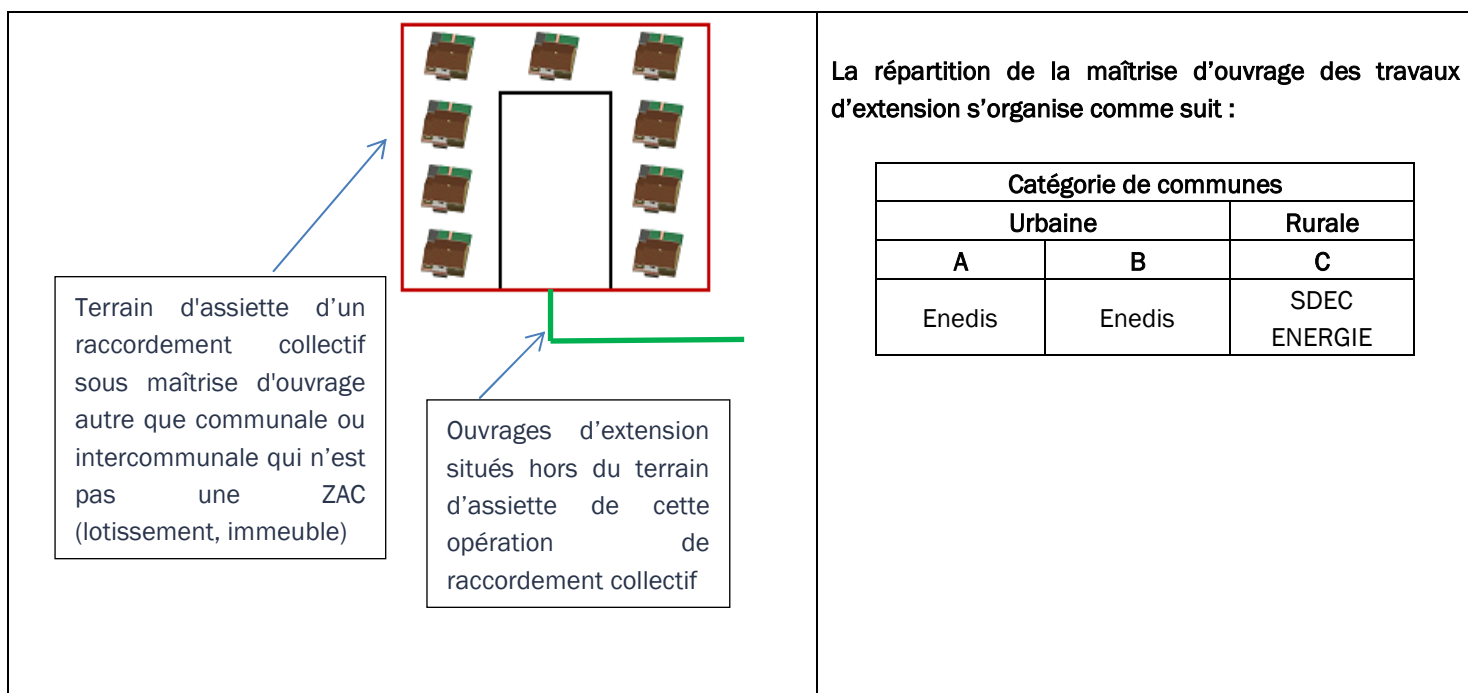 Terrain d'assiette d’un
raccordement collectif
sous maîtrise d'ouvrage
autre que communale ou
intercommunale qui n’est
pas une ZAC
(lotissement, immeuble)
Ouvrages d’extension
situés hors du terrain
d’assiette de cette
opération de
raccordement collectif
La répartition de la maîtrise d’ouvrage des travaux
d’extension s’organise comme suit :
Catégorie de communes
Urbaine Rurale
A B C
Enedis Enedis SDEC
ENERGIE